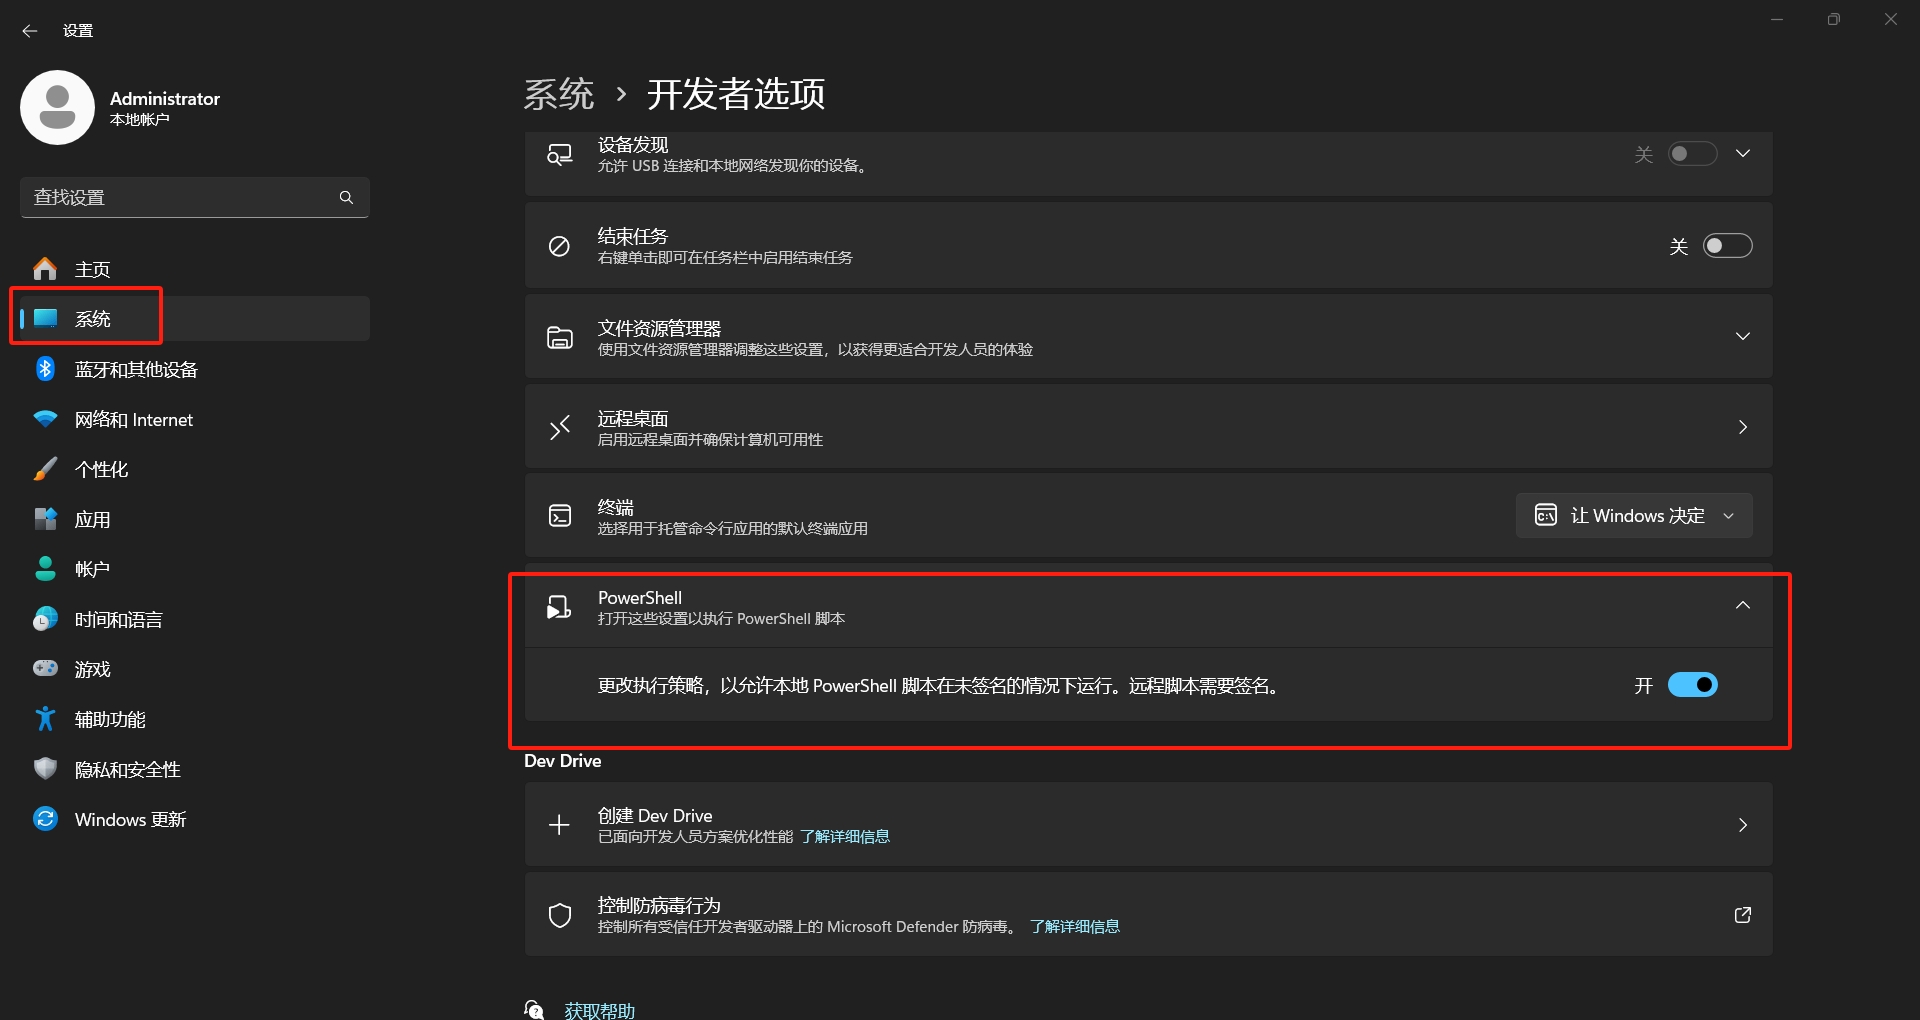 设置
Administrator
本地帐户
查找设置
主页
系统
蓝牙和其他设备
网络和 Internet
个性化
应用
帐户
时间和语言
游戏
辅助功能
隐私和安全性
Windows 更新
系统 › 开发者选项
设备发现
允许 USB 连接和本地网络发现你的设备。
关
结束任务
右键单击即可在任务栏中启用结束任务
关
文件资源管理器
使用文件资源管理器调整这些设置，以获得更适合开发人员的体验
远程桌面
启用远程桌面并确保计算机可用性
终端
选择用于托管命令行应用的默认终端应用
让 Windows 决定
PowerShell
打开这些设置以执行 PowerShell 脚本
更改执行策略，以允许本地 PowerShell 脚本在未签名的情况下运行。远程脚本需要签名。
开
Dev Drive
创建 Dev Drive
已面向开发人员方案优化性能 了解详细信息
控制防病毒行为
控制所有受信任开发者驱动器上的 Microsoft Defender 防病毒。 了解详细信息
获取帮助